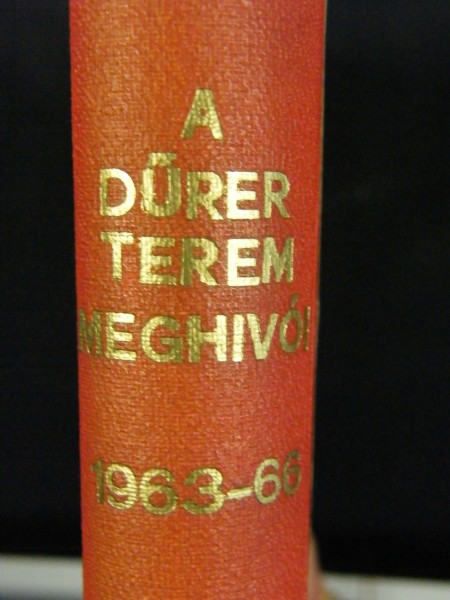 A
DŰRER
TEREM
MEGHIVÓI
1963-66